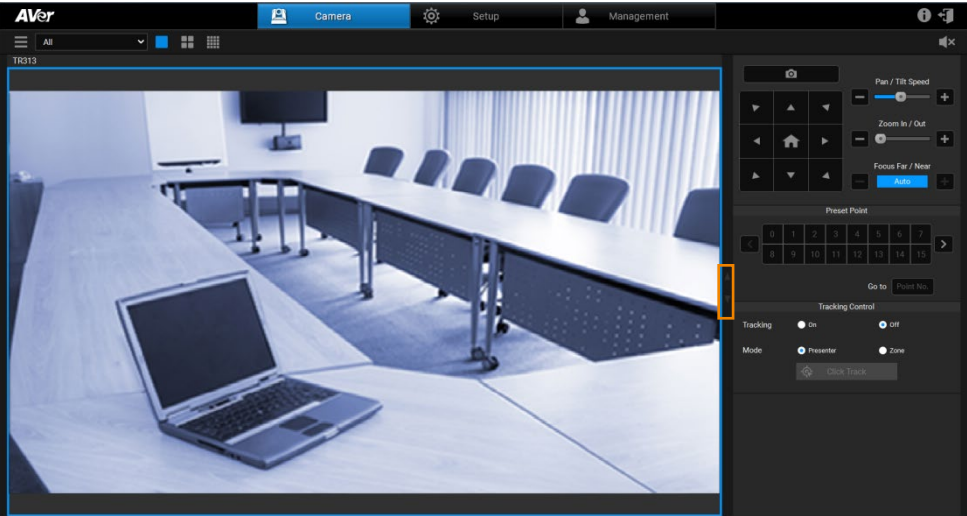 AVer
Camera
Setup
Management
All
TR313
Pan / Tilt Speed
Zoom In / Out
Focus Far / Near
Auto
Preset Point
0 1 2 3 4 5 6 7
8 9 10 11 12 13 14 15
Go to Point No.
Tracking Control
Tracking On Off
Mode Presenter Zone
Click Track